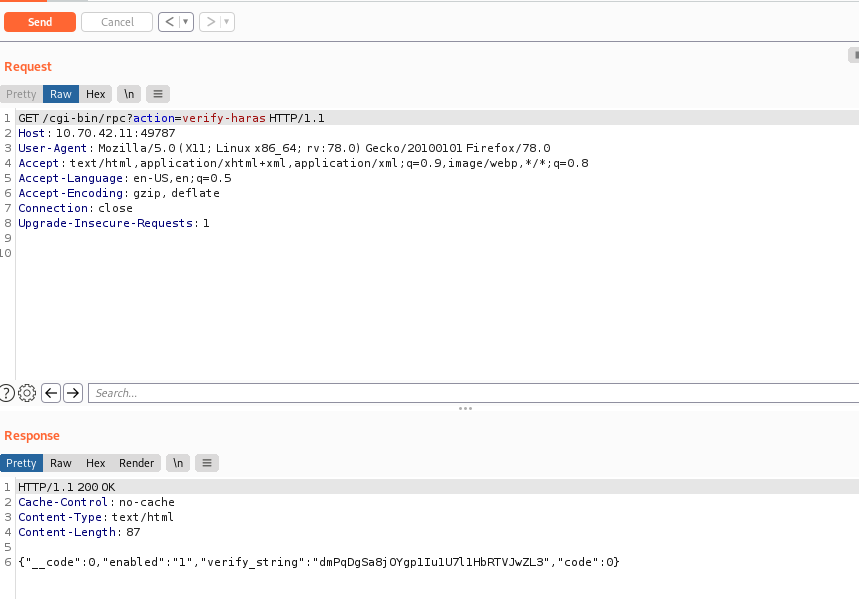 Send Cancel < ▼ > ▼
Request
Pretty Raw Hex \n ≡
1 GET /cgi-bin/rpc?action=verify-haras HTTP/1.1
2 Host: 10.70.42.11:49787
3 User-Agent: Mozilla/5.0 (X11; Linux x86_64; rv:78.0) Gecko/20100101 Firefox/78.0
4 Accept: text/html,application/xhtml+xml,application/xml;q=0.9,image/webp,*/*;q=0.8
5 Accept-Language: en-US,en;q=0.5
6 Accept-Encoding: gzip, deflate
7 Connection: close
8 Upgrade-Insecure-Requests: 1
9
10
? Search...
Response
Pretty Raw Hex Render \n ≡
1 HTTP/1.1 200 OK
2 Cache-Control: no-cache
3 Content-Type: text/html
4 Content-Length: 87
5
6 {"__code":0,"enabled":"1","verify_string":"dmPqDgSa8jOYgp1Iu1U7l1HbRTVJwZL3","code":0}